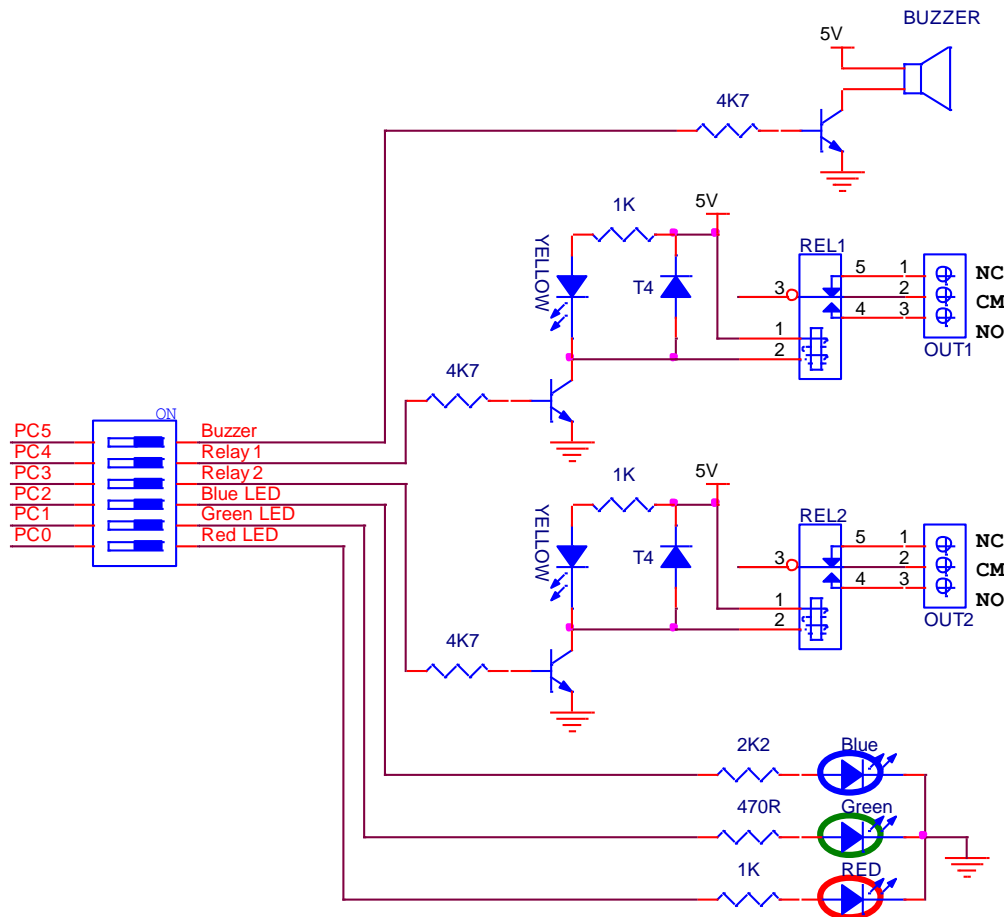 BUZZER
5V
4K7
1K
5V
YELLOW
T4
REL1
3
5
4
1
2
1
2
3
NC
CM
NO
OUT1
4K7
ON
PC5
PC4
PC3
PC2
PC1
PC0
Buzzer
Relay 1
Relay 2
Blue LED
Green LED
Red LED
1K
5V
YELLOW
T4
REL2
3
5
4
1
2
1
2
3
NC
CM
NO
OUT2
4K7
2K2
Blue
470R
Green
1K
RED